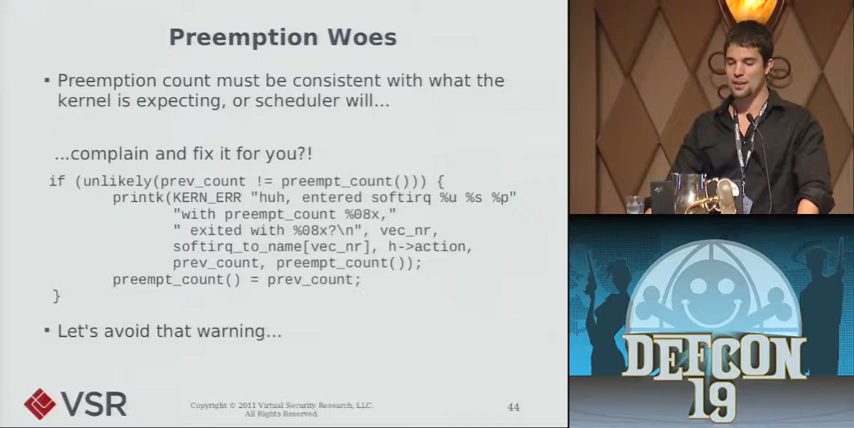 Preemption Woes
▪ Preemption count must be consistent with what the
kernel is expecting, or scheduler will...
...complain and fix it for you?!
if (unlikely(prev_count != preempt_count())) {
printk(KERN_ERR "huh, entered softirq %u %s %p"
"with preempt_count %08x,"
" exited with %08x?\n", vec_nr,
softirq_to_name[vec_nr], h->action,
prev_count, preempt_count());
preempt_count() = prev_count;
}
▪ Let's avoid that warning...
VSR
Copyright © 2011 Virtual Security Research, LLC.
All Rights Reserved.
44
DEFCON
19